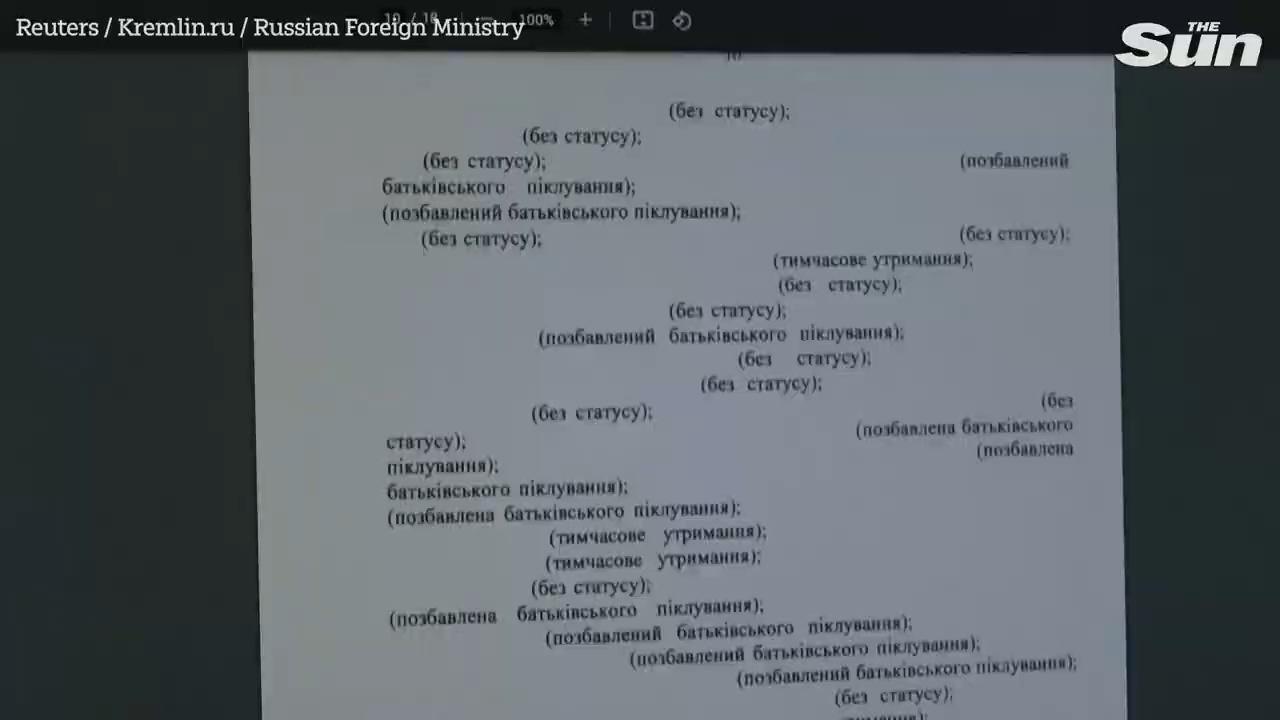 Reuters / Kremlin.ru / Russian Foreign Ministry
10 / 18
100%
THE Sun
10
(без статусу);
(без статусу);
(без статусу); (позбавлений
батьківського піклування);
(позбавлений батьківського піклування);
(без статусу); (без статусу);
(тимчасове утримання);
(без статусу);
(без статусу);
(позбавлений батьківського піклування);
(без статусу);
(без статусу);
(без статусу); (без
статусу); (позбавлена батьківського
піклування); (позбавлена
батьківського піклування);
(позбавлена батьківського піклування);
(тимчасове утримання);
(тимчасове утримання);
(без статусу);
(позбавлена батьківського піклування);
(позбавлений батьківського піклування);
(позбавлений батьківського піклування);
(позбавлений батьківського піклування);
(без статусу);